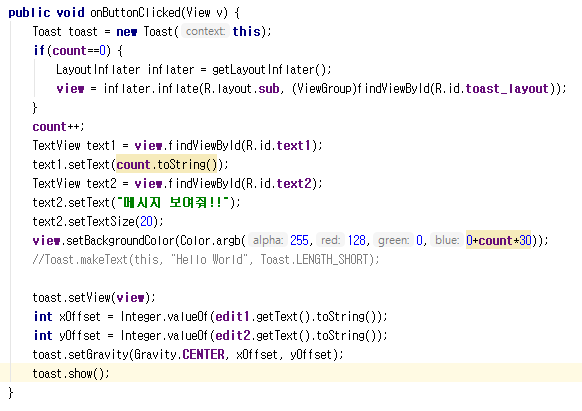 public void onButtonClicked(View v) {
Toast toast = new Toast( context: this);
if(count==0) {
LayoutInflater inflater = getLayoutInflater();
view = inflater.inflate(R.layout.sub, (ViewGroup)findViewById(R.id.toast_layout));
}
count++;
TextView text1 = view.findViewById(R.id.text1);
text1.setText(count.toString());
TextView text2 = view.findViewById(R.id.text2);
text2.setText("메시지 보여줘!!");
text2.setTextSize(20);
view.setBackgroundColor(Color.argb( alpha: 255, red: 128, green: 0, blue: 0+count*30));
//Toast.makeText(this, "Hello World", Toast.LENGTH_SHORT);
toast.setView(view);
int xOffset = Integer.valueOf(edit1.getText().toString());
int yOffset = Integer.valueOf(edit2.getText().toString());
toast.setGravity(Gravity.CENTER, xOffset, yOffset);
toast.show();
}